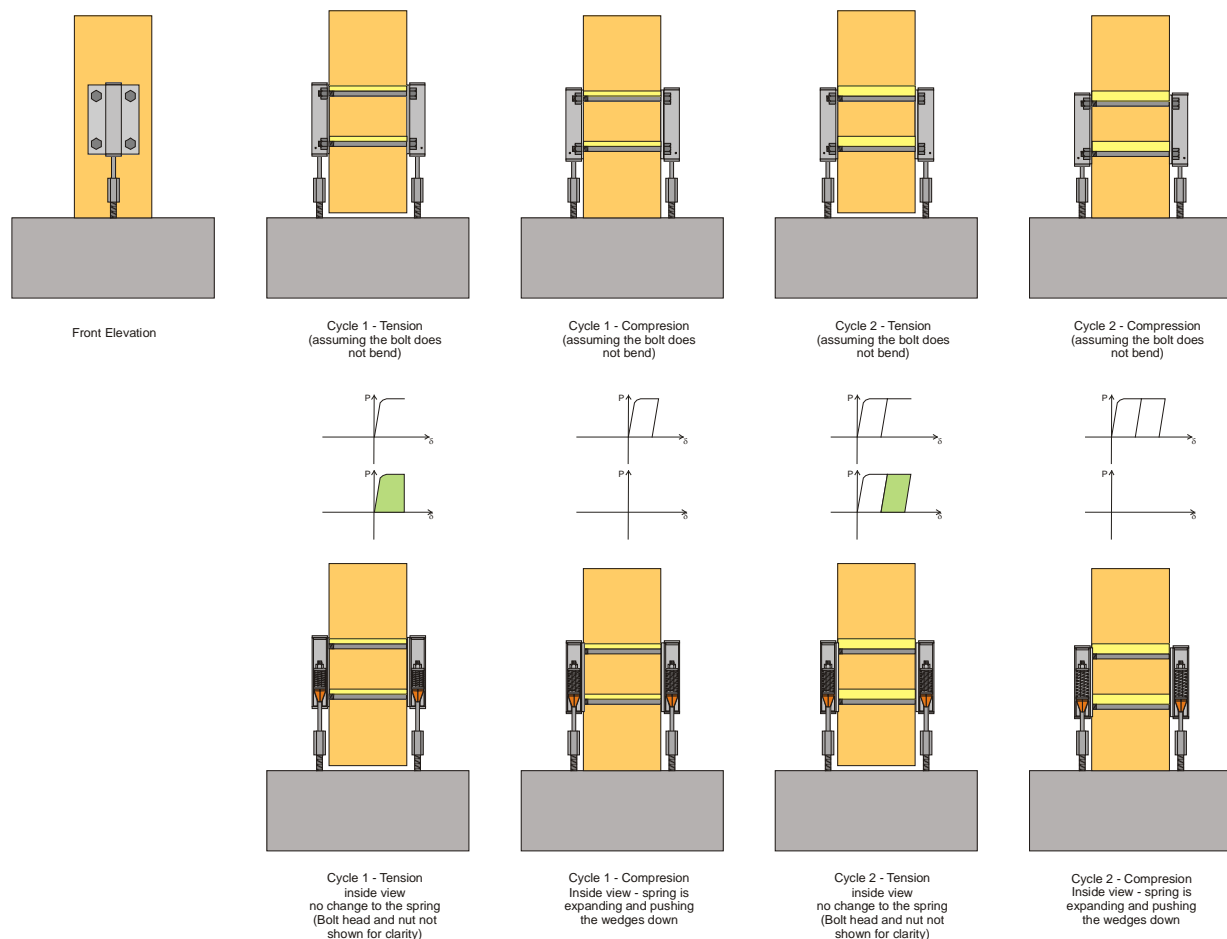 Front Elevation
Cycle 1 - Tension
(assuming the bolt does
not bend)
Cycle 1 - Compresion
(assuming the bolt does
not bend)
Cycle 2 - Tension
(assuming the bolt does
not bend)
Cycle 2 - Compression
(assuming the bolt does
not bend)
P
δ
P
δ
P
δ
P
δ
P
δ
P
δ
P
δ
P
δ
Cycle 1 - Tension
inside view
no change to the spring
(Bolt head and nut not
shown for clarity)
Cycle 1 - Compresion
Inside view - spring is
expanding and pushing
the wedges down
Cycle 2 - Tension
inside view
no change to the spring
(Bolt head and nut not
shown for clarity)
Cycle 2 - Compresion
Inside view - spring is
expanding and pushing
the wedges down